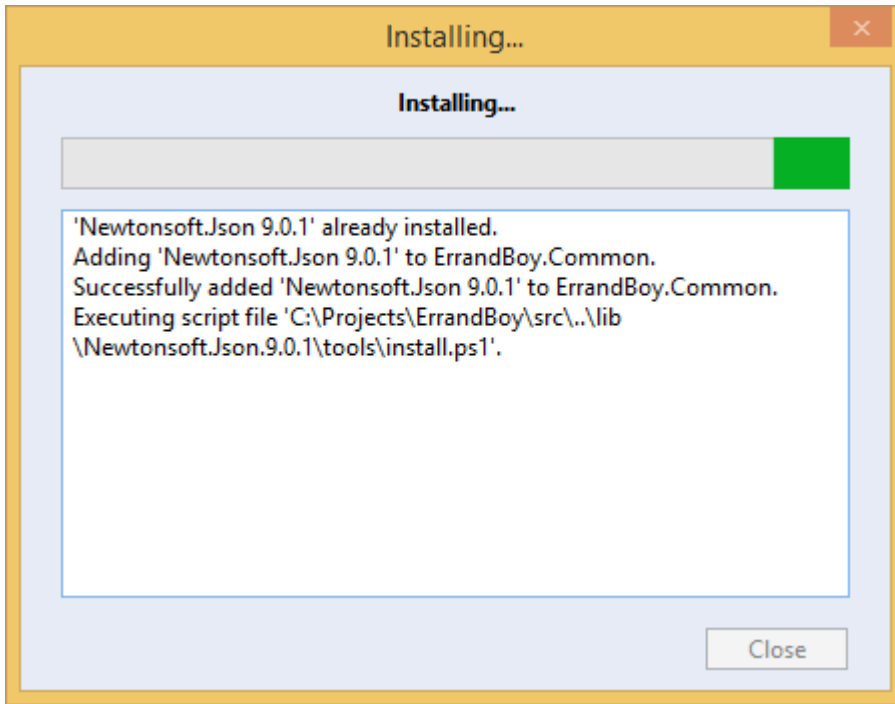 Installing...
Installing...
'Newtonsoft.Json 9.0.1' already installed.
Adding 'Newtonsoft.Json 9.0.1' to ErrandBoy.Common.
Successfully added 'Newtonsoft.Json 9.0.1' to ErrandBoy.Common.
Executing script file 'C:\Projects\ErrandBoy\src\..\lib
\Newtonsoft.Json.9.0.1\tools\install.ps1'.
Close